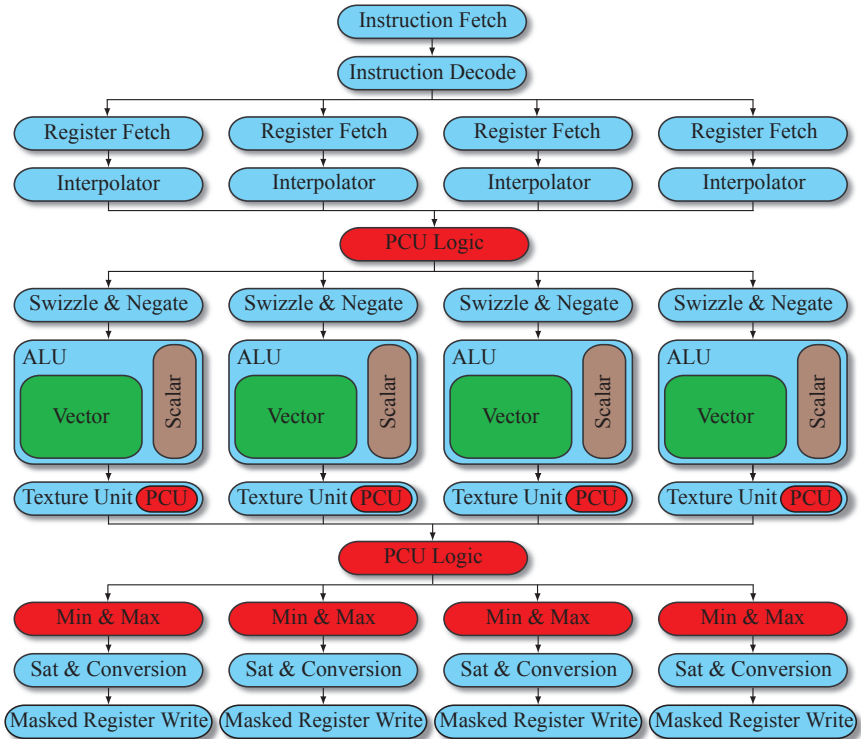 Instruction Fetch
Instruction Decode
Register Fetch Register Fetch Register Fetch Register Fetch
Interpolator Interpolator Interpolator Interpolator
PCU Logic
Swizzle & Negate Swizzle & Negate Swizzle & Negate Swizzle & Negate
ALU ALU ALU ALU
Vector Scalar Vector Scalar Vector Scalar Vector Scalar
Texture Unit PCU Texture Unit PCU Texture Unit PCU Texture Unit PCU
PCU Logic
Min & Max Min & Max Min & Max Min & Max
Sat & Conversion Sat & Conversion Sat & Conversion Sat & Conversion
Masked Register Write Masked Register Write Masked Register Write Masked Register Write